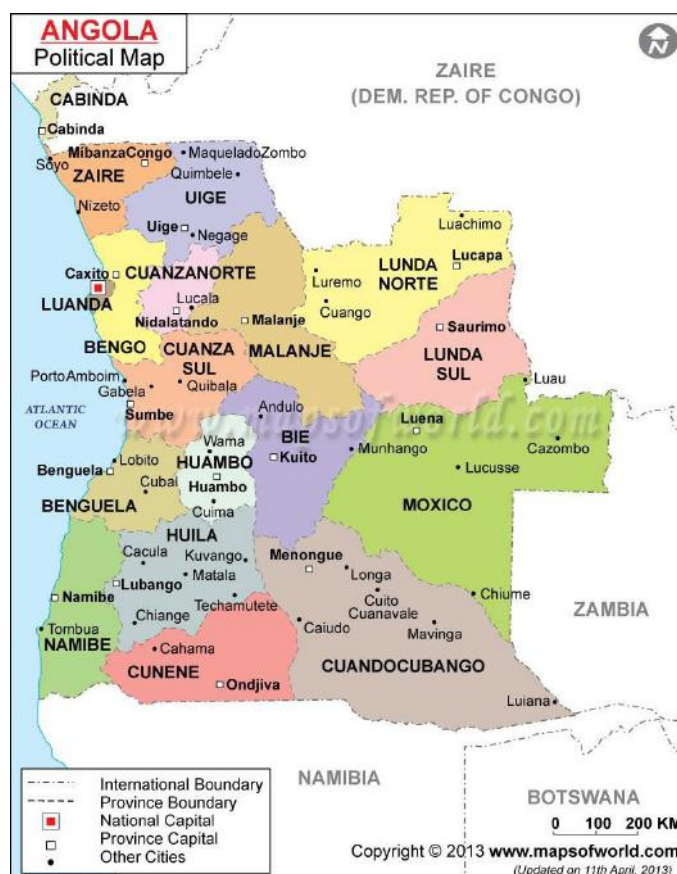 ANGOLA
Political Map
N
ZAIRE
(DEM. REP. OF CONGO)
CABINDA
Cabinda
MibanzaCongo
MaqueladoZombo
Soyo
ZAIRE
Quimbele
UIGE
Nizeto
Uige
Negage
Luachimo
Caxito
CUANZANORTE
LUNDA
NORTE
Lucapa
Luremo
LUANDA
Lucala
Cuango
Nidalatando
Malanje
Saurimo
BENGO
CUANZA
SUL
MALANJE
LUNDA
SUL
PortoAmboim
Gabela
Quibala
Luau
ATLANTIC
OCEAN
Sumbe
Andulo
Luena
www.mapsofworld.com
Wama
BIE
Munhango
Cazombo
Lobito
HUAMBO
Kuito
Lucusse
Benguela
Cubal
Huambo
BENGUELA
Cuima
MOXICO
HUILA
Cacula
Kuvango
Menongue
Lubango
Matala
Longa
Namibe
Techamutete
Cuito
Cuanavale
Chiume
ZAMBIA
Tombua
Chiange
Caiudo
Mavinga
NAMIBE
Cahama
CUNENE
CUANDOCUBANGO
Ondjiva
Luiana
NAMIBIA
BOTSWANA
International Boundary
Province Boundary
National Capital
Province Capital
Other Cities
0 100 200 KM
Copyright © 2013 www.mapsofworld.com
(Updated on 11th April, 2013)